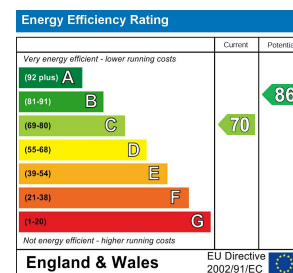 Energy Efficiency Rating
Current Potentia
Very energy efficient - lower running costs
(92 plus) A
(81-91) B
86
(69-80) C
70
(55-68) D
(39-54) E
(21-38) F
(1-20) G
Not energy efficient - higher running costs
England & Wales
EU Directive
2002/91/EC